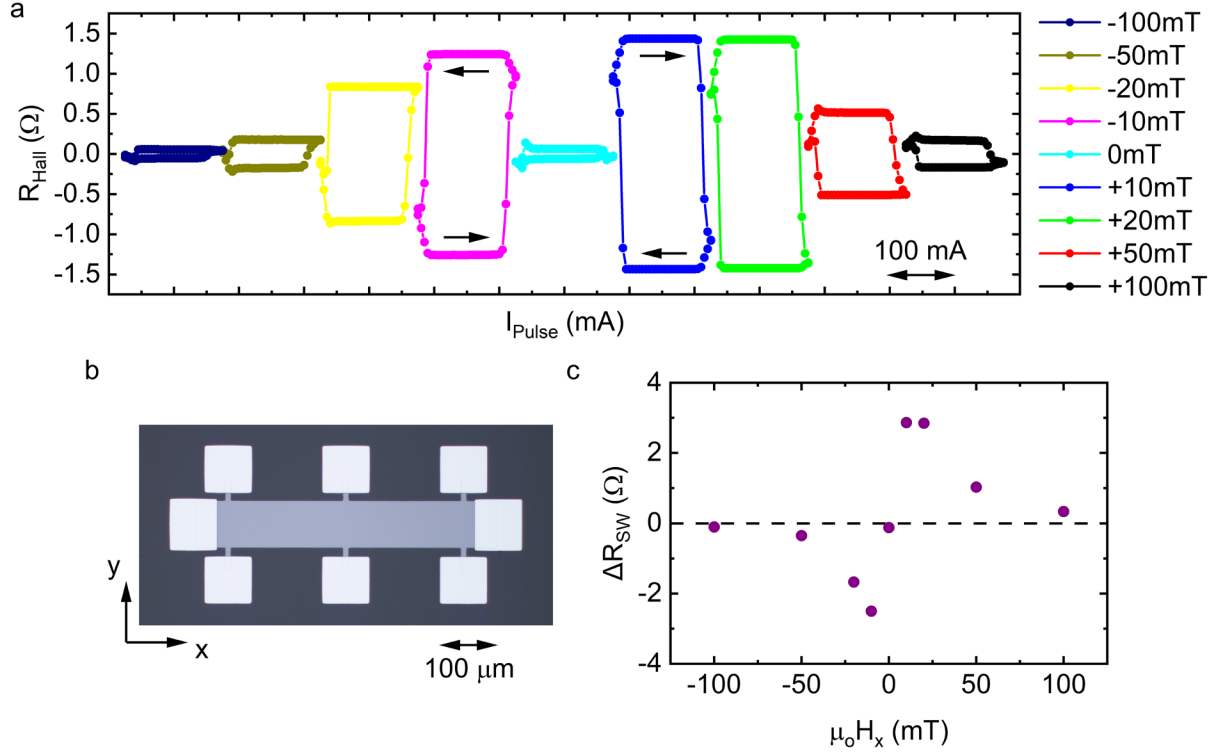 a
R_Hall (Ω)
1.5
1.0
0.5
0.0
-0.5
-1.0
-1.5
100 mA
I_Pulse (mA)
-100mT
-50mT
-20mT
-10mT
0mT
+10mT
+20mT
+50mT
+100mT
b
y
x
100 μm
c
ΔR_SW (Ω)
4
2
0
-2
-4
-100
-50
0
50
100
μ_oH_x (mT)